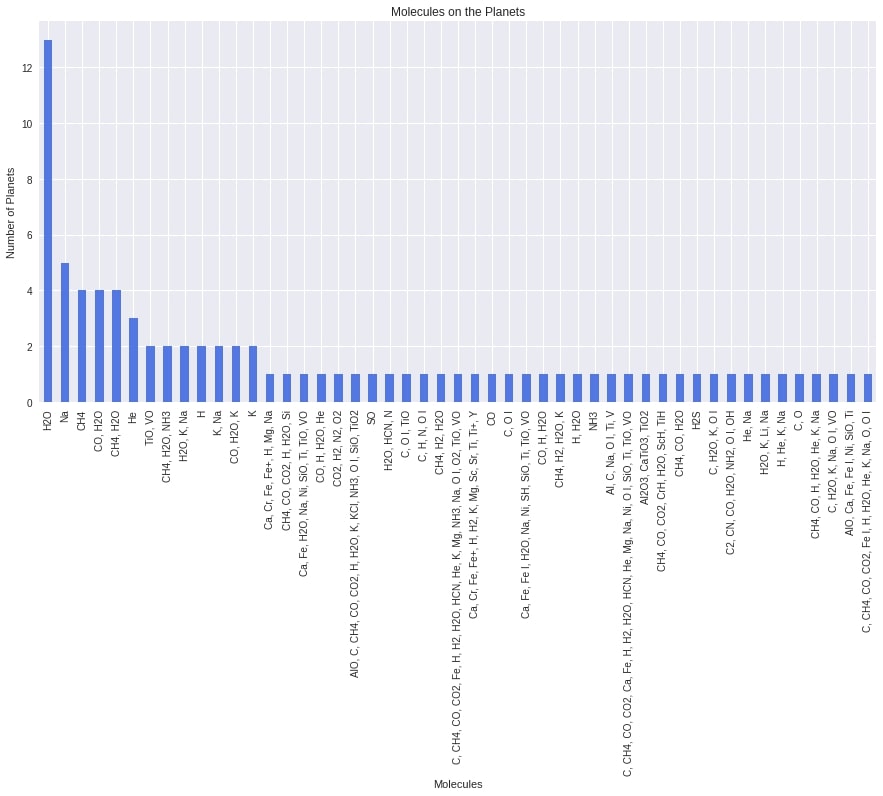 Molecules on the Planets
Number of Planets
12
10
8
6
4
2
0
H2O
Na
CH4
CO, H2O
CH4, H2O
He
TiO, VO
CH4, H2O, NH3
H2O, K, Na
H
K, Na
CO, H2O, K
K
Ca, Cr, Fe, Fe+, H, Mg, Na
CH4, CO, CO2, H, H2O, Si
Ca, Fe, H2O, Na, Ni, SiO, Ti, TiO, VO
CO, H, H2O, He
CO2, H2, N2, O2
AlO, C, CH4, CO, CO2, H, H2O, K, KCl, NH3, O I, SiO, TiO2
SO
H2O, HCN, N
C, O I, TiO
C, H, N, O I
CH4, H2, H2O
C, CH4, CO, CO2, Fe, H, H2, H2O, HCN, He, K, Mg, NH3, Na, O I, O2, TiO, VO
Ca, Cr, Fe, Fe+, H, H2, K, Mg, Sc, Sr, Ti, Ti+, Y
CO
C, O I
Ca, Fe, Fe I, H2O, Na, Ni, SH, SiO, Ti, TiO, VO
CO, H, H2O
CH4, H2, H2O, K
H, H2O
NH3
Al, C, Na, O I, Ti, V
C, CH4, CO, CO2, Ca, Fe, H, H2, H2O, HCN, He, Mg, Na, Ni, O I, SiO, Ti, TiO, VO
Al2O3, CaTiO3, TiO2
CH4, CO, CO2, CrH, H2O, ScH, TiH
CH4, CO, H2O
H2S
C, H2O, K, O I
C2, CN, CO, H2O, NH2, O I, OH
He, Na
H2O, K, Li, Na
H, He, K, Na
C, O
CH4, CO, H, H2O, He, K, Na
C, H2O, K, Na, O I, VO
AlO, Ca, Fe, Fe I, Ni, SiO, Ti
C, CH4, CO, CO2, Fe I, H, H2O, He, K, Na, O, O I
Molecules